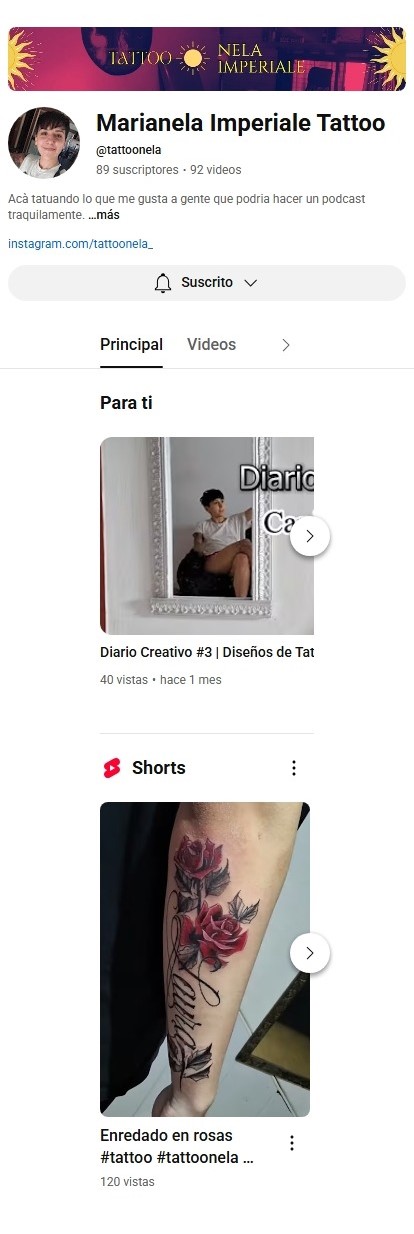 TATTOO NELA
IMPERIALE
Marianela Imperiale Tattoo
@tattoonela
89 suscriptores • 92 videos
Acà tatuando lo que me gusta a gente que podria hacer un podcast
traquilamente. ...más
instagram.com/tattoonela_
Suscrito
Principal Videos
Para ti
Diario
Ca
Diario Creativo #3 | Diseños de Tat
40 vistas • hace 1 mes
Shorts
Laura
Enredado en rosas
#tattoo #tattoonela ...
120 vistas